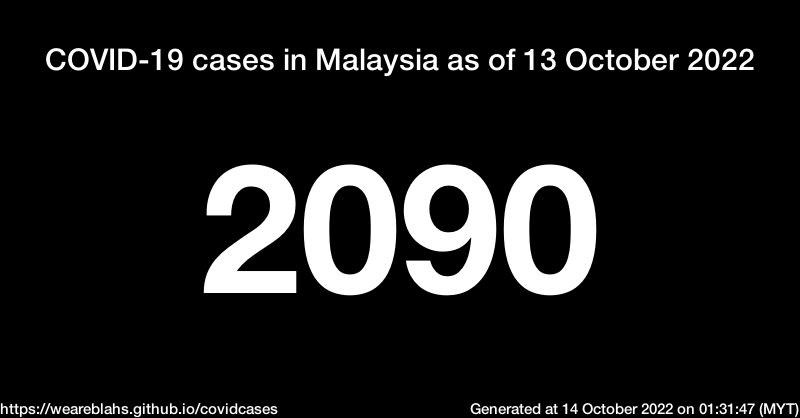 COVID-19 cases in Malaysia as of 13 October 2022
2090
https://weareblahs.github.io/covidcases
Generated at 14 October 2022 on 01:31:47 (MYT)